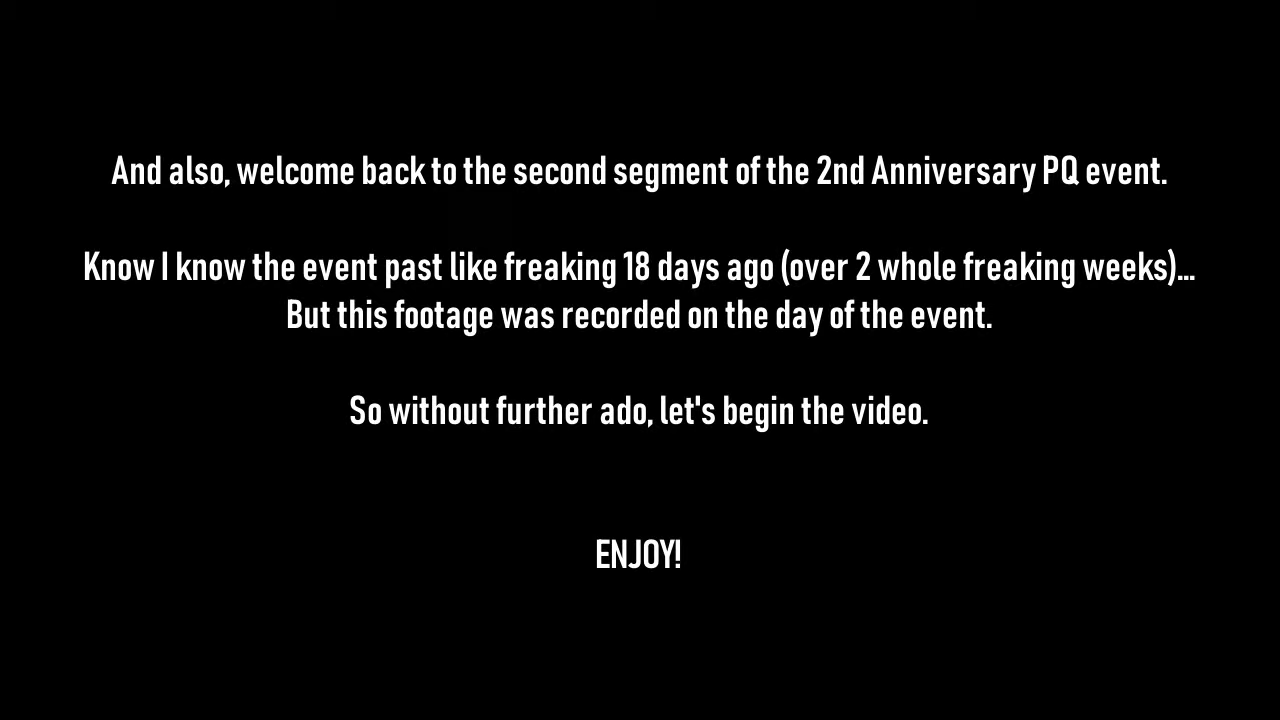 And also, welcome back to the second segment of the 2nd Anniversary PQ event.
Know I know the event past like freaking 18 days ago (over 2 whole freaking weeks)...
But this footage was recorded on the day of the event.
So without further ado, let's begin the video.
ENJOY!